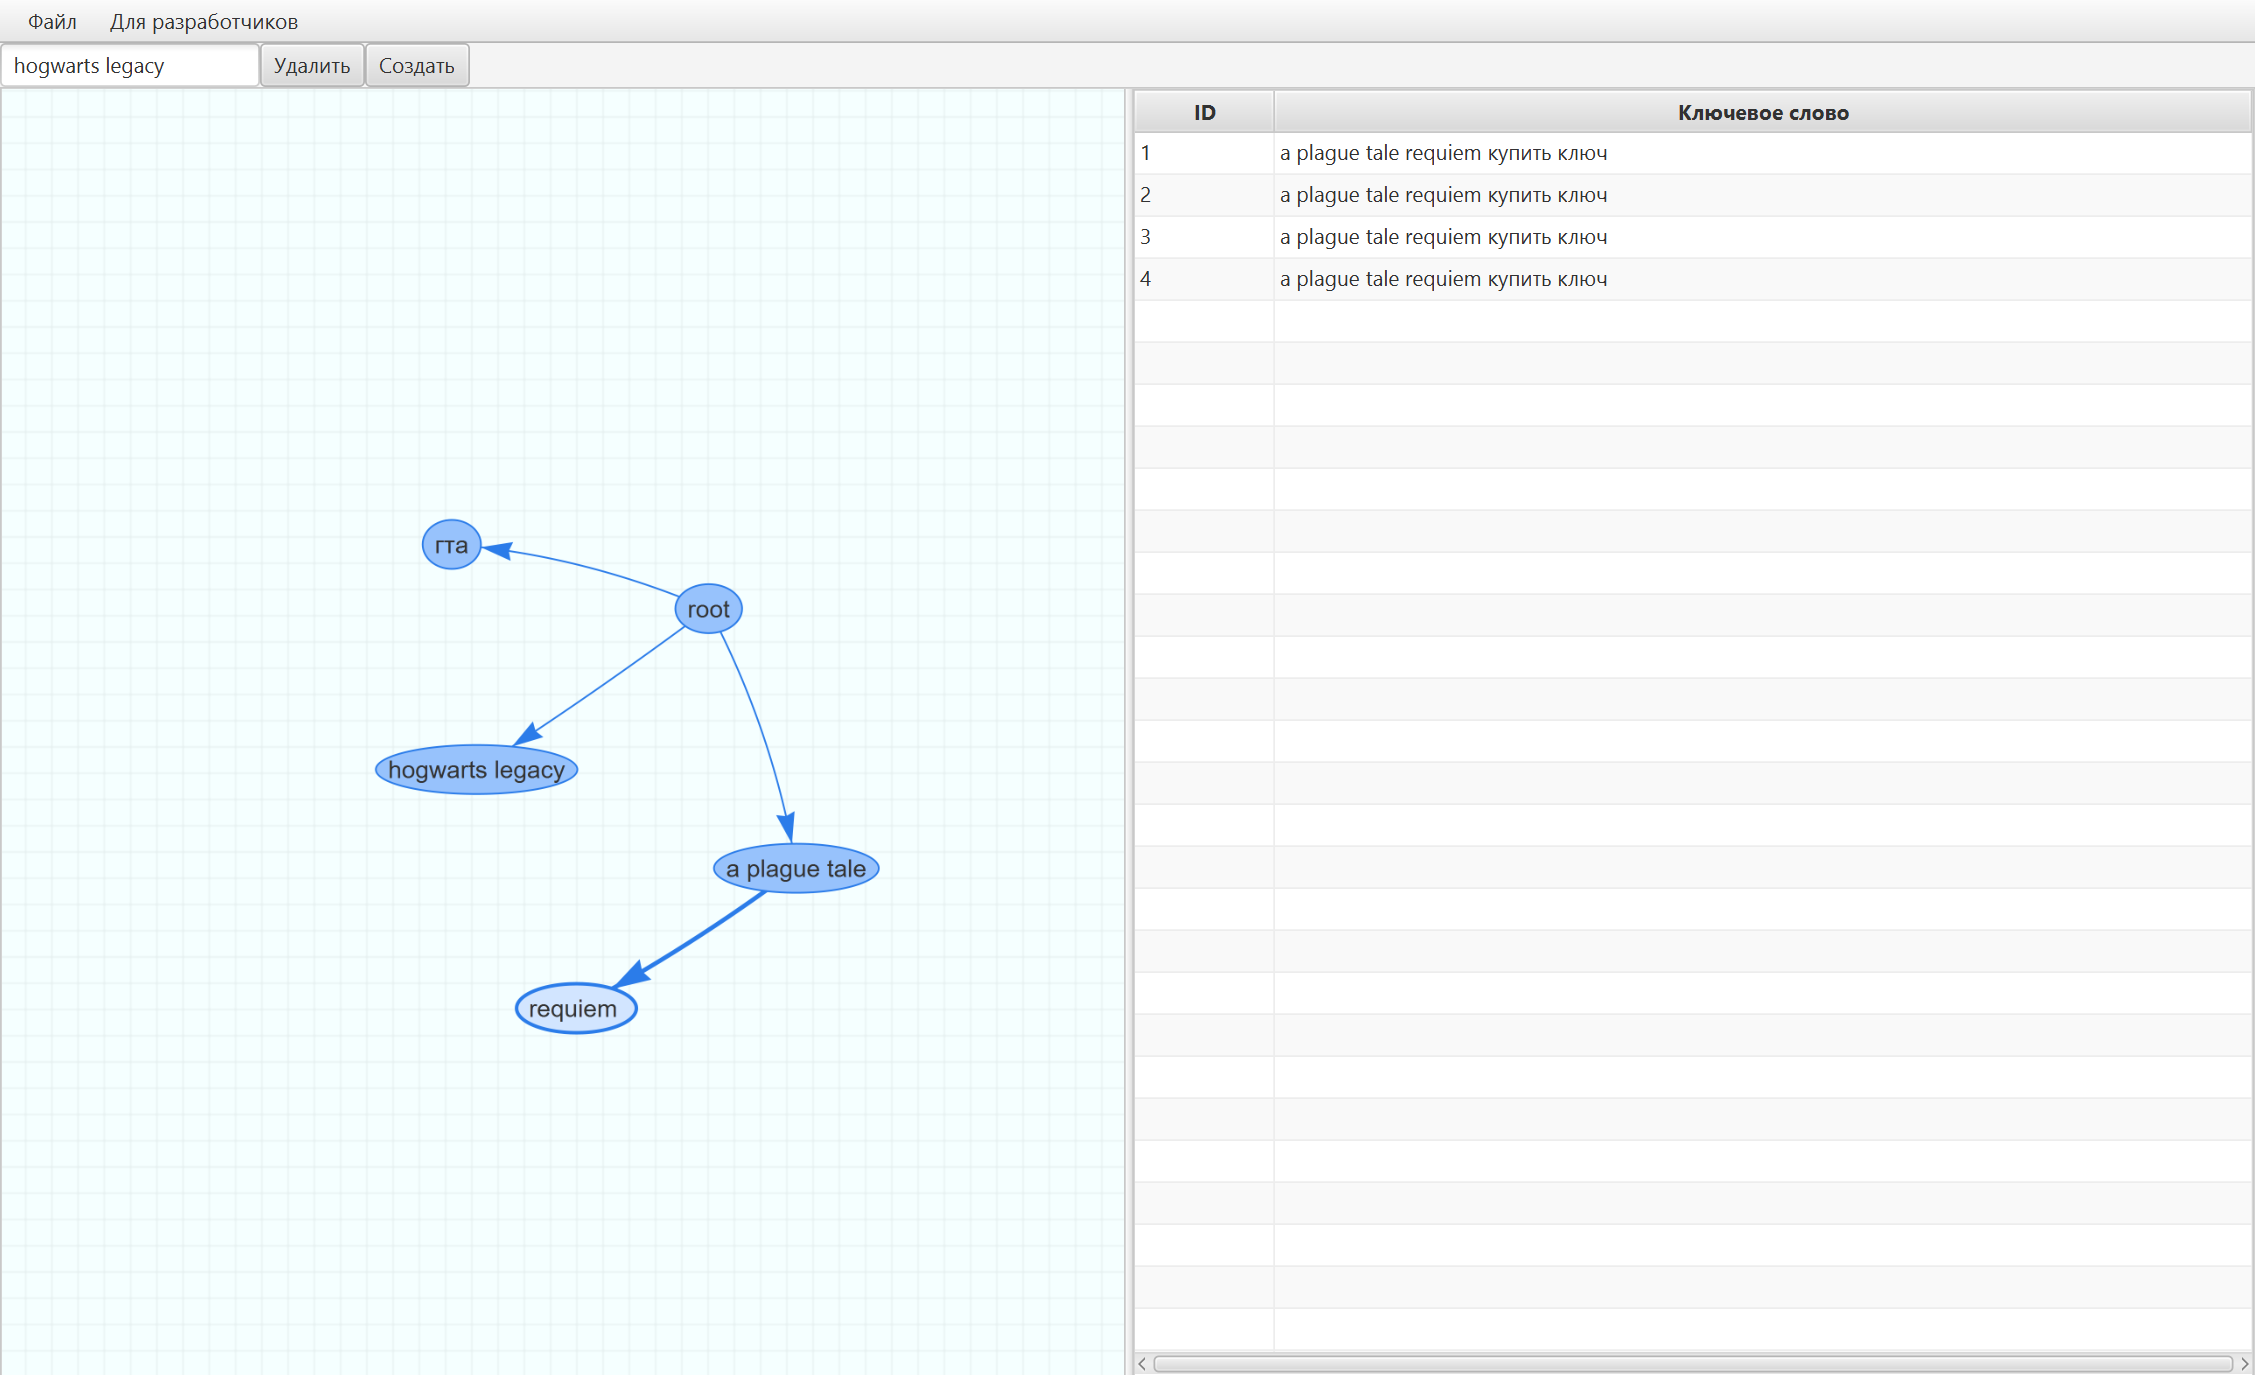 Файл Для разработчиков
hogwarts legacy Удалить Создать
ID Ключевое слово
1 a plague tale requiem купить ключ
2 a plague tale requiem купить ключ
3 a plague tale requiem купить ключ
4 a plague tale requiem купить ключ
гта
root
hogwarts legacy
a plague tale
requiem